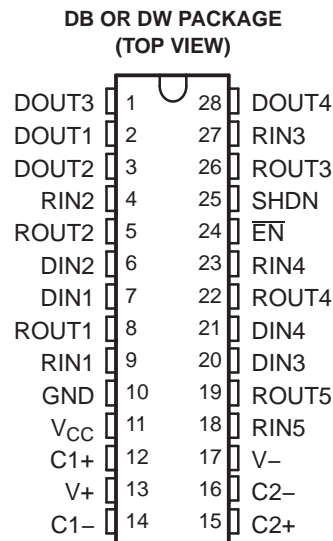 DB OR DW PACKAGE
(TOP VIEW)
DOUT3 1 28 DOUT4
DOUT1 2 27 RIN3
DOUT2 3 26 ROUT3
RIN2 4 25 SHDN
ROUT2 5 24 EN
DIN2 6 23 RIN4
DIN1 7 22 ROUT4
ROUT1 8 21 DIN4
RIN1 9 20 DIN3
GND 10 19 ROUT5
VCC 11 18 RIN5
C1+ 12 17 V−
V+ 13 16 C2−
C1− 14 15 C2+